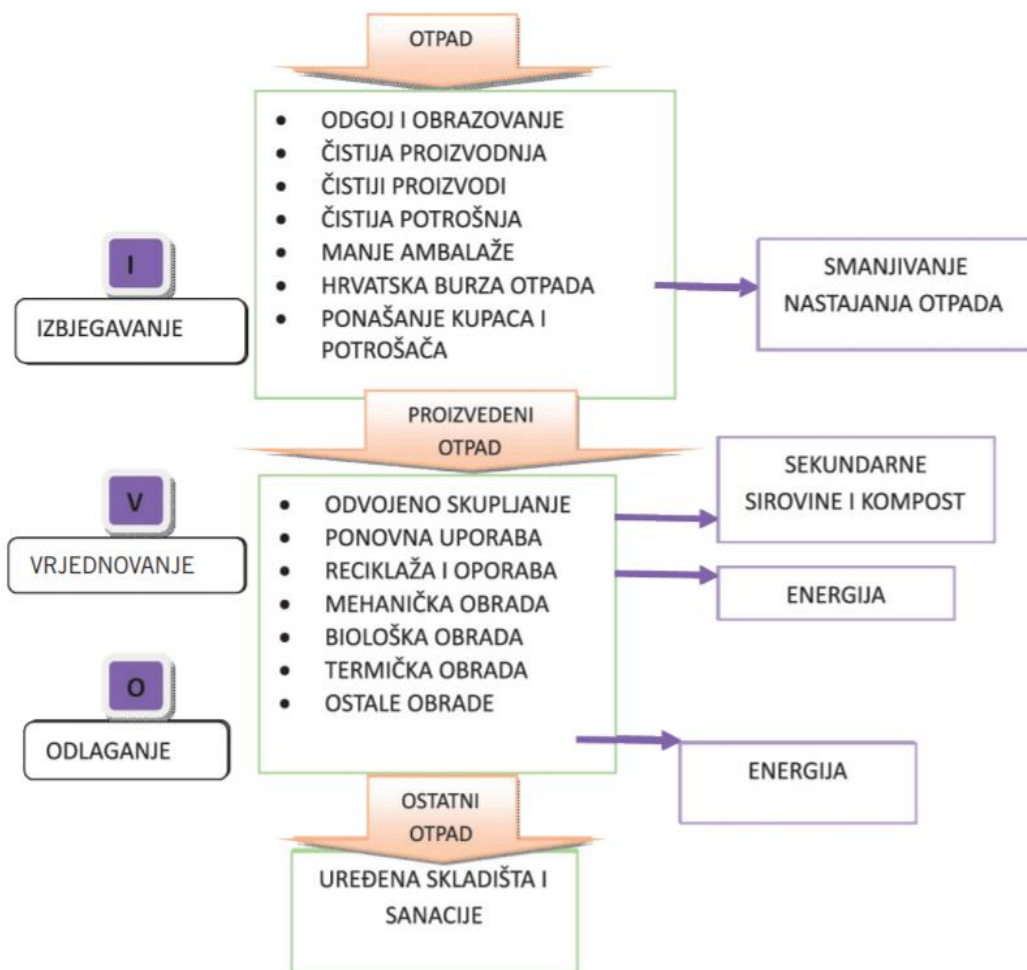 OTPAD
• ODGOJ I OBRAZOVANJE
• ČISTIJA PROIZVODNJA
• ČISTIJI PROIZVODI
• ČISTIJA POTROŠNJA
• MANJE AMBALAŽE
• HRVATSKA BURZA OTPADA
• PONAŠANJE KUPACA I
POTROŠAČA
I
IZBJEGAVANJE
SMANJIVANJE
NASTAJANJA OTPADA
PROIZVEDENI
OTPAD
V
VRJEDNOVANJE
• ODVOJENO SKUPLJANJE
• PONOVNA UPORABA
• RECIKLAŽA I OPORABA
• MEHANIČKA OBRADA
• BIOLOŠKA OBRADA
• TERMIČKA OBRADA
• OSTALE OBRADE
SEKUNDARNE
SIROVINE I KOMPOST
ENERGIJA
O
ODLAGANJE
ENERGIJA
OSTATNI
OTPAD
UREĐENA SKLADIŠTA I
SANACIJE